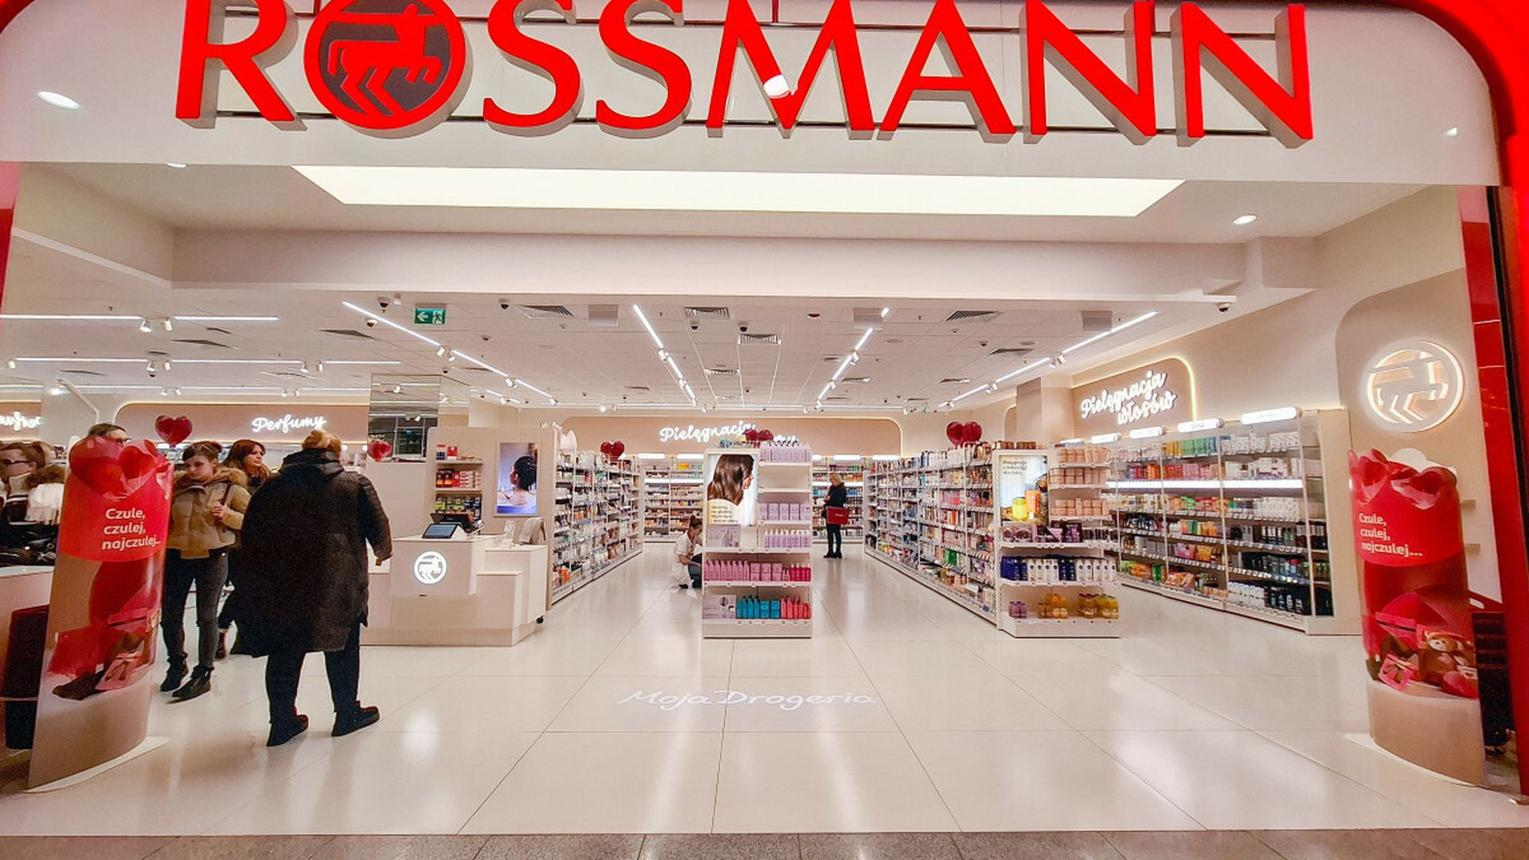 ROSSMANN
Perfumy
Pielęgnacja
Pielęgnacja
włosów
Czule,
czulej,
najczulej...
Czule,
czulej,
najczulej...
Moja Drogeria